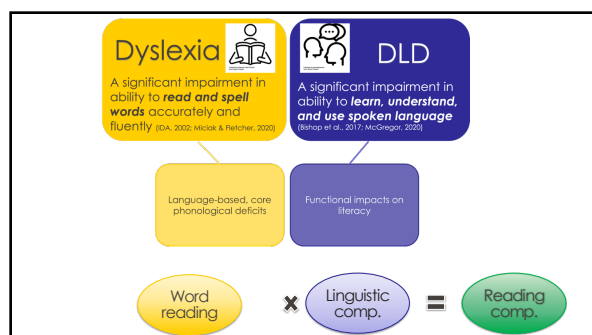 Dyslexia
A significant impairment in
ability to read and spell
words accurately and
fluently (IDA, 2002; Miciak & Fletcher, 2020)
DLD
A significant impairment in
ability to learn, understand,
and use spoken language
(Bishop et al., 2017; McGregor, 2020)
Language-based, core
phonological deficits
Functional impacts on
literacy
Word
reading
×
Linguistic
comp.
=
Reading
comp.